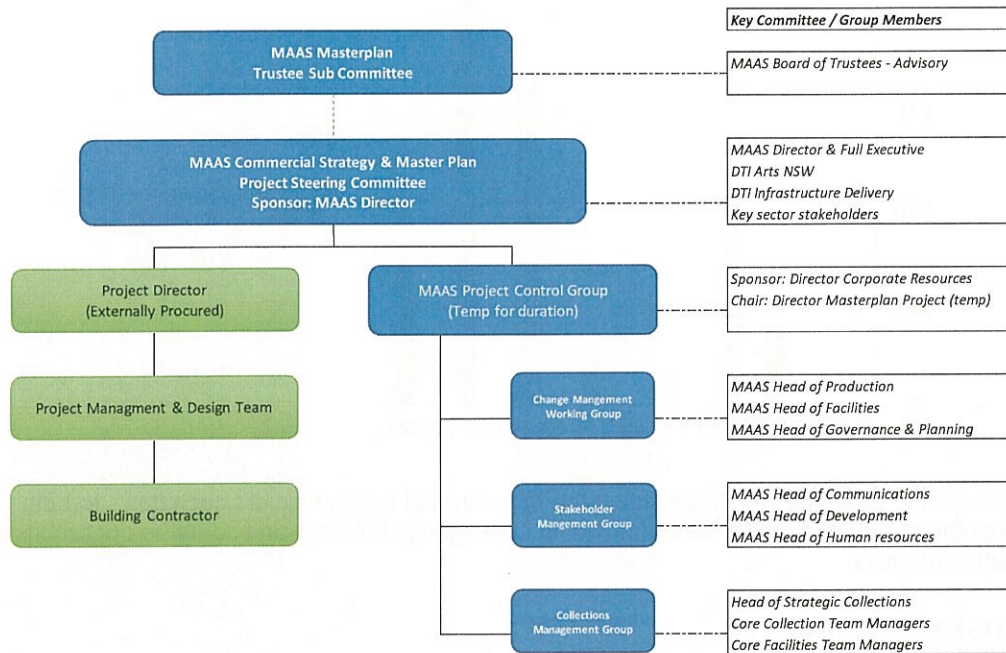 Key Committee / Group Members
MAAS Masterplan
Trustee Sub Committee
MAAS Board of Trustees - Advisory
MAAS Commercial Strategy & Master Plan
Project Steering Committee
Sponsor: MAAS Director
MAAS Director & Full Executive
DTI Arts NSW
DTI Infrastructure Delivery
Key sector stakeholders
Project Director
(Externally Procured)
MAAS Project Control Group
(Temp for duration)
Sponsor: Director Corporate Resources
Chair: Director Masterplan Project (temp)
Project Managment & Design Team
Change Mangement
Working Group
MAAS Head of Production
MAAS Head of Facilities
MAAS Head of Governance & Planning
Building Contractor
Stakeholder
Mangement Group
MAAS Head of Communications
MAAS Head of Development
MAAS Head of Human resources
Collections
Management Group
Head of Strategic Collections
Core Collection Team Managers
Core Facilities Team Managers